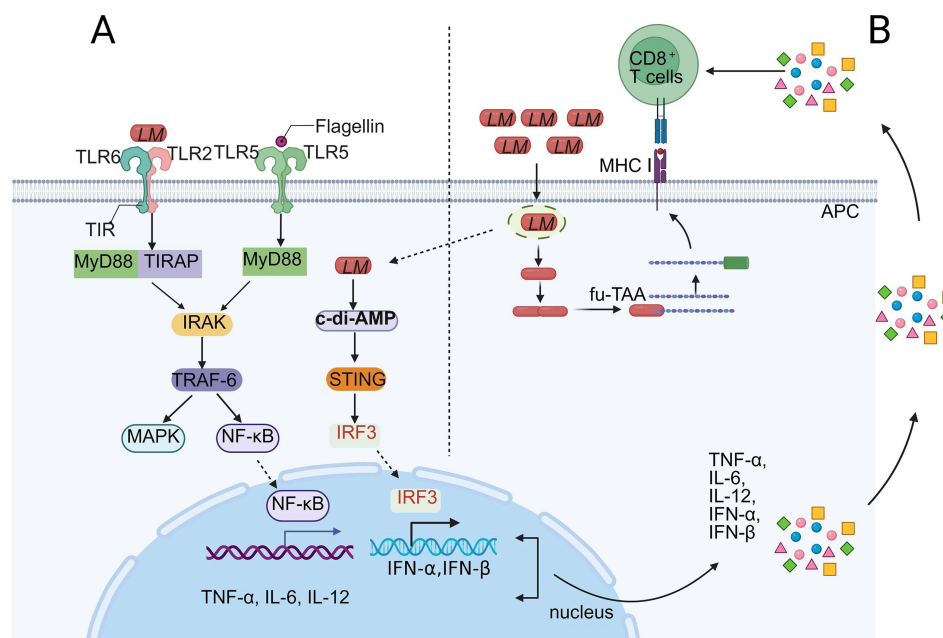 A
B
CD8+
T cells
LM
LM
LM
LM
LM
LM
Flagellin
TLR6
TLR2
TLR5
TLR5
MHC I
TIR
APC
LM
MyD88
TIRAP
MyD88
LM
fu-TAA
IRAK
c-di-AMP
TRAF-6
STING
MAPK
NF-κB
IRF3
TNF-α,
IL-6,
IL-12,
IFN-α,
IFN-β
NF-κB
IRF3
IFN-α,IFN-β
TNF-α, IL-6, IL-12
nucleus